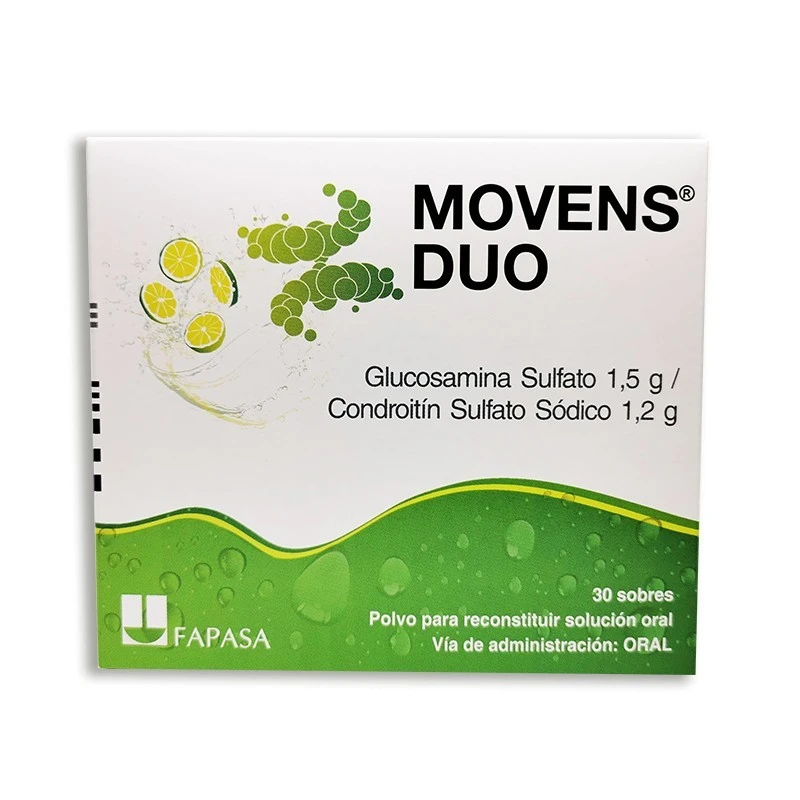 MOVENS®
DUO
Glucosamina Sulfato 1,5 g /
Condroitín Sulfato Sódico 1,2 g
30 sobres
Polvo para reconstituir solución oral
Vía de administración: ORAL
FAPASA